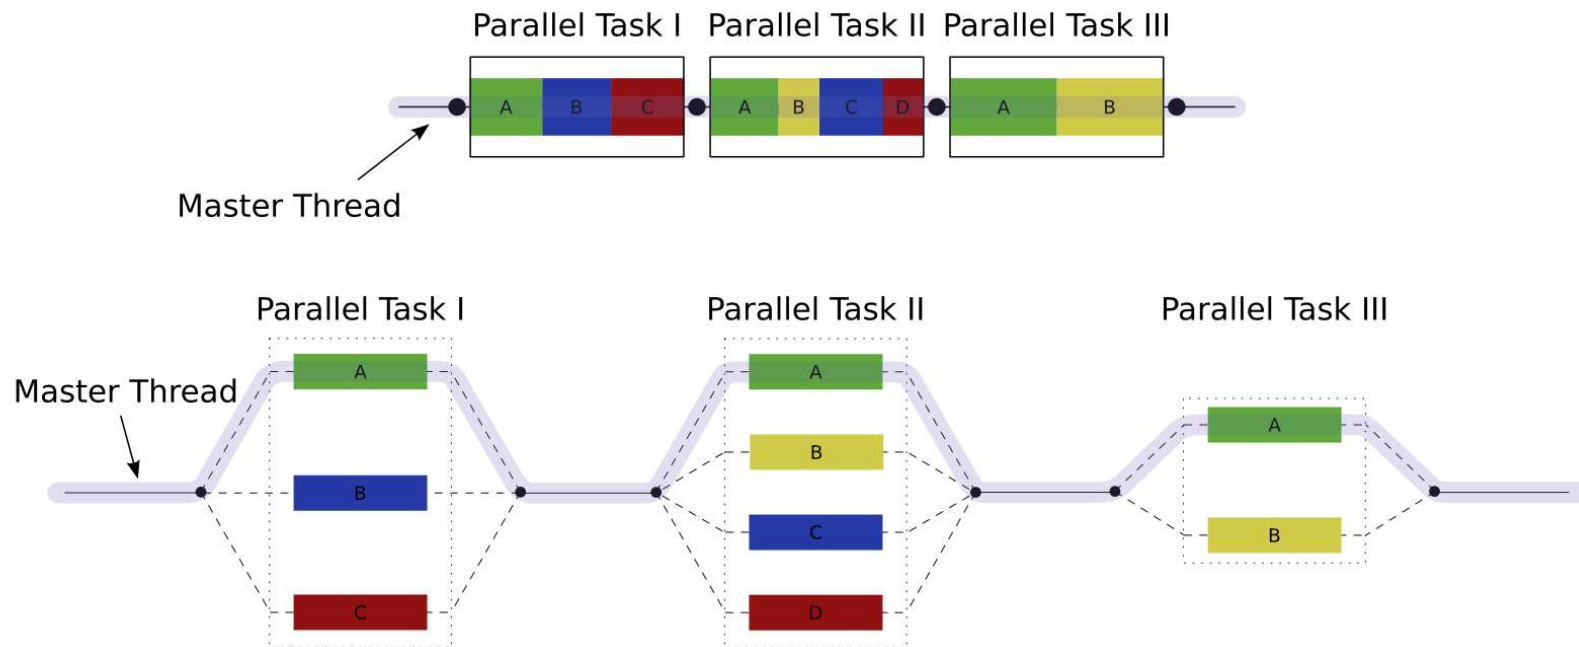 Parallel Task I Parallel Task II Parallel Task III
A B C A B C D A B
Master Thread
Parallel Task I Parallel Task II Parallel Task III
A A
Master Thread
A
B
B
C
B
C D